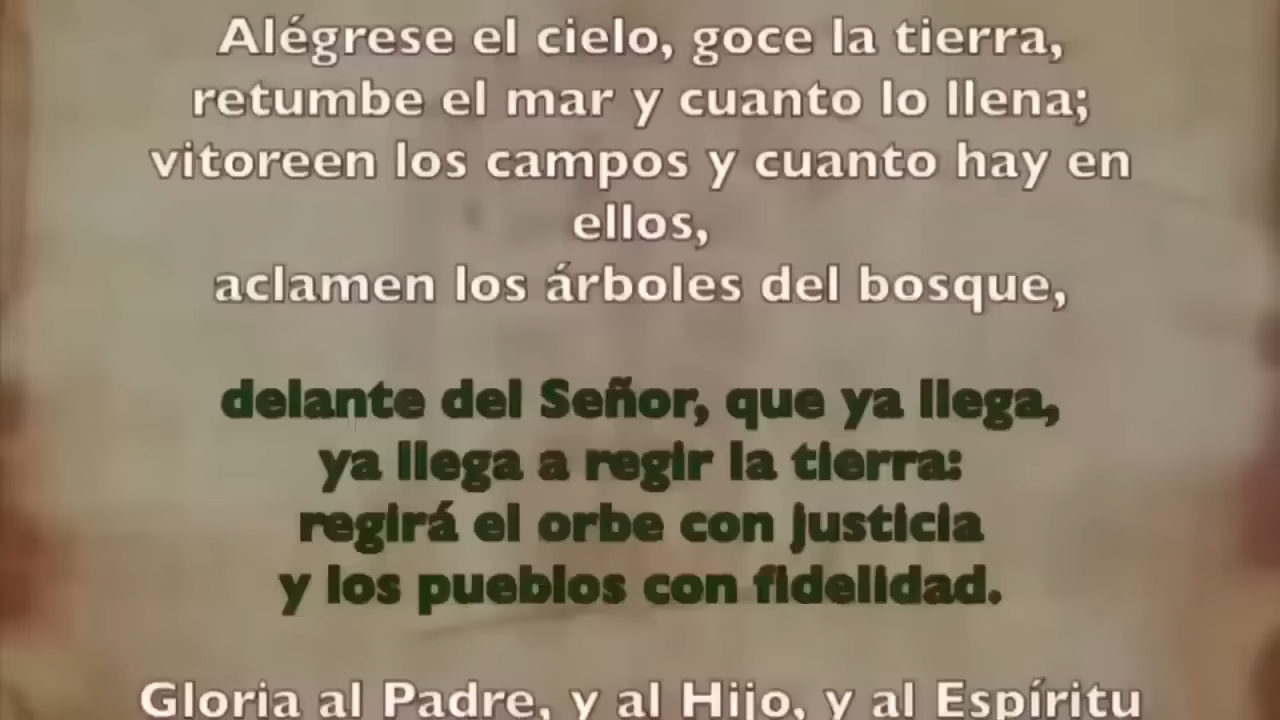 Alégrese el cielo, goce la tierra,
retumbe el mar y cuanto lo llena;
vitoreen los campos y cuanto hay en
ellos,
aclamen los árboles del bosque,
delante del Señor, que ya llega,
ya llega a regir la tierra:
regirá el orbe con justicia
y los pueblos con fidelidad.
Gloria al Padre, y al Hijo, y al Espíritu